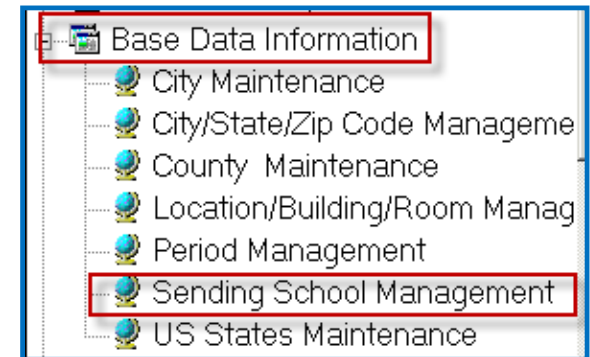 Base Data Information
City Maintenance
City/State/Zip Code Manageme
County Maintenance
Location/Building/Room Manag
Period Management
Sending School Management
US States Maintenance